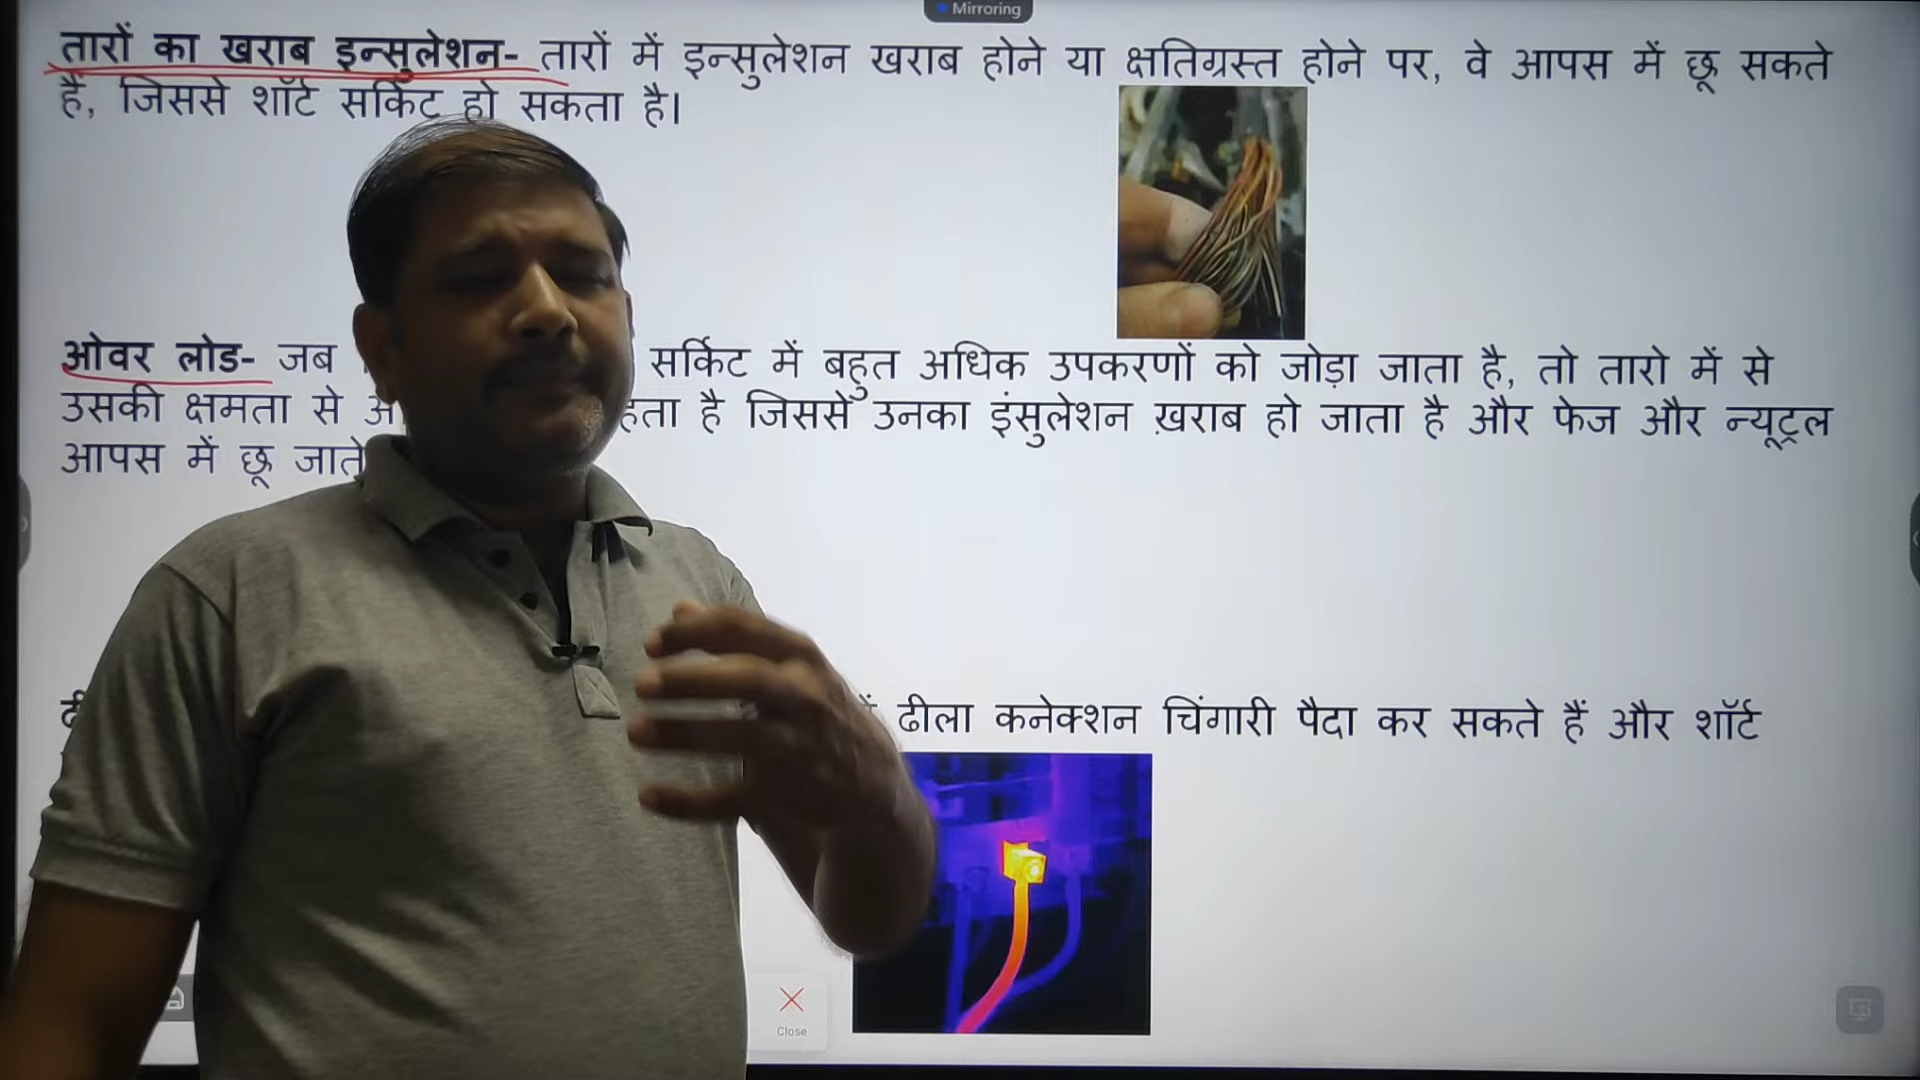 Mirroring
तारों का खराब इन्सुलेशन- तारों में इन्सुलेशन खराब होने या क्षतिग्रस्त होने पर, वे आपस में छू सकते
हैं, जिससे शॉर्ट सर्किट हो सकता है।
ओवर लोड- जब सर्किट में बहुत अधिक उपकरणों को जोड़ा जाता है, तो तारो में से
उसकी क्षमता से है जिससे उनका इंसुलेशन ख़राब हो जाता है और फेज और न्यूट्रल
आपस में छू जाते
ढीला कनेक्शन चिंगारी पैदा कर सकते हैं और शॉर्ट
Close